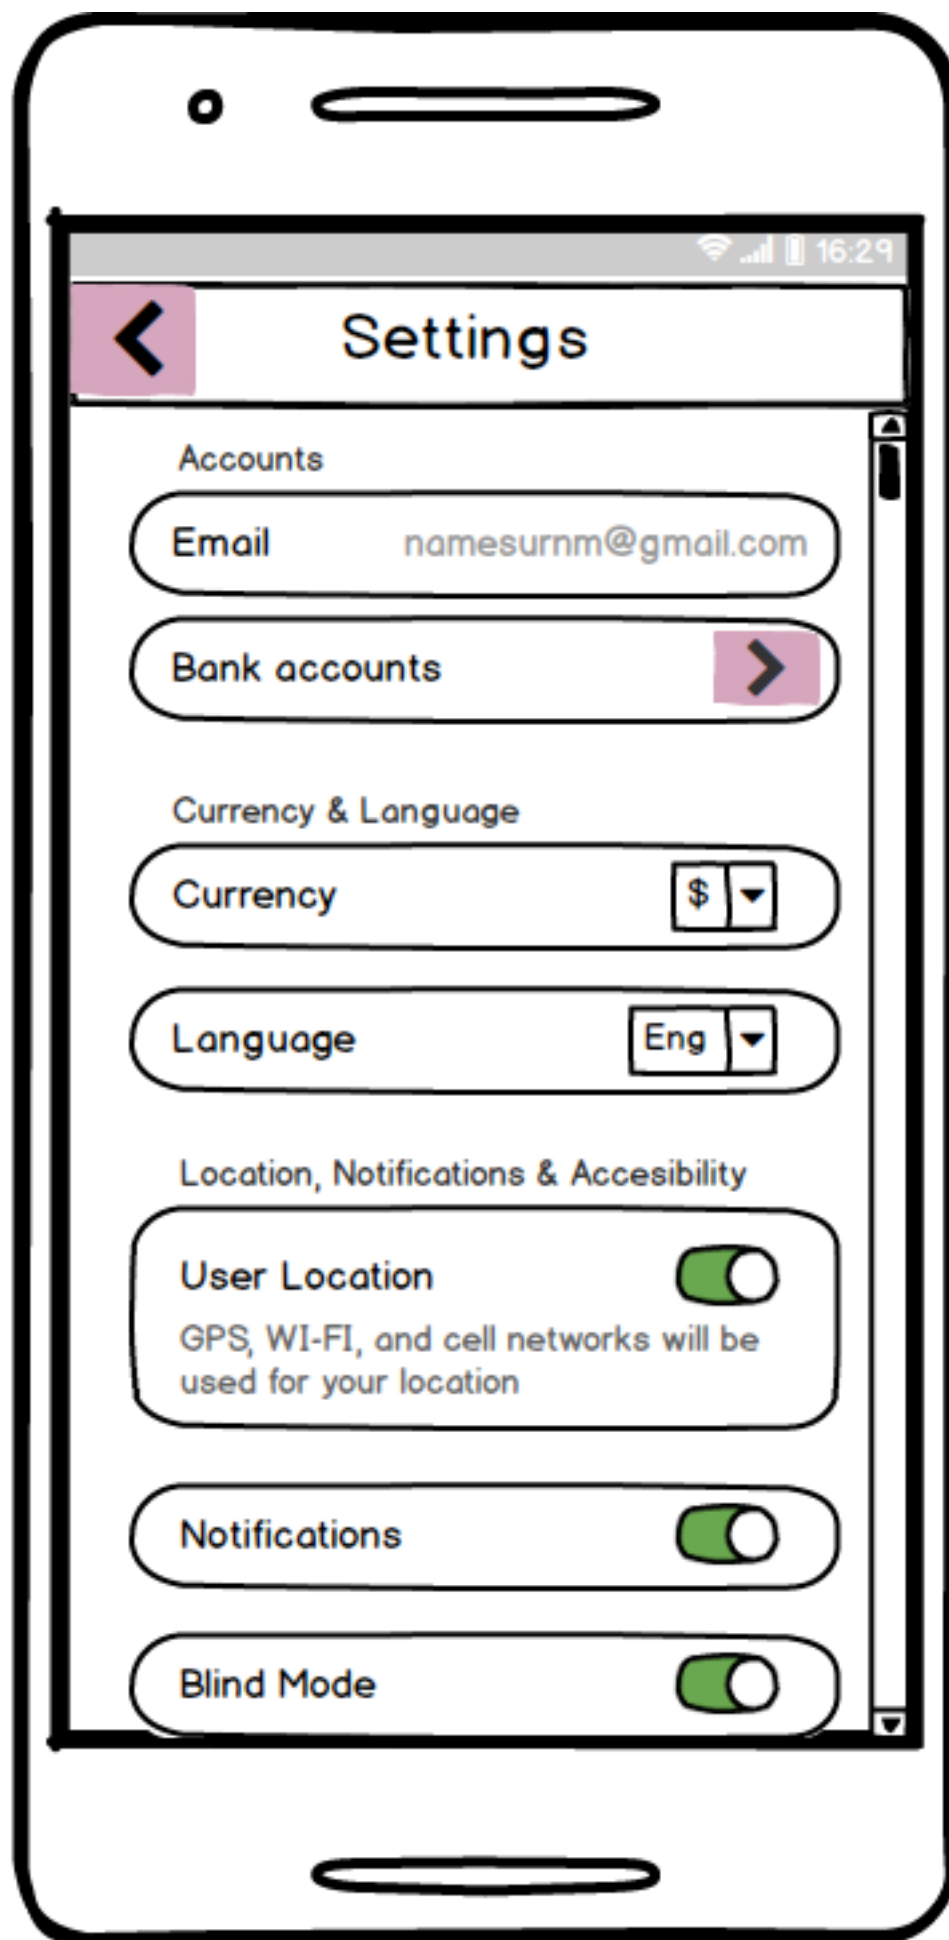 16:29
Settings
Accounts
Email namesurnm@gmail.com
Bank accounts
Currency & Language
Currency $
Language Eng
Location, Notifications & Accesibility
User Location
GPS, WI-FI, and cell networks will be
used for your location
Notifications
Blind Mode